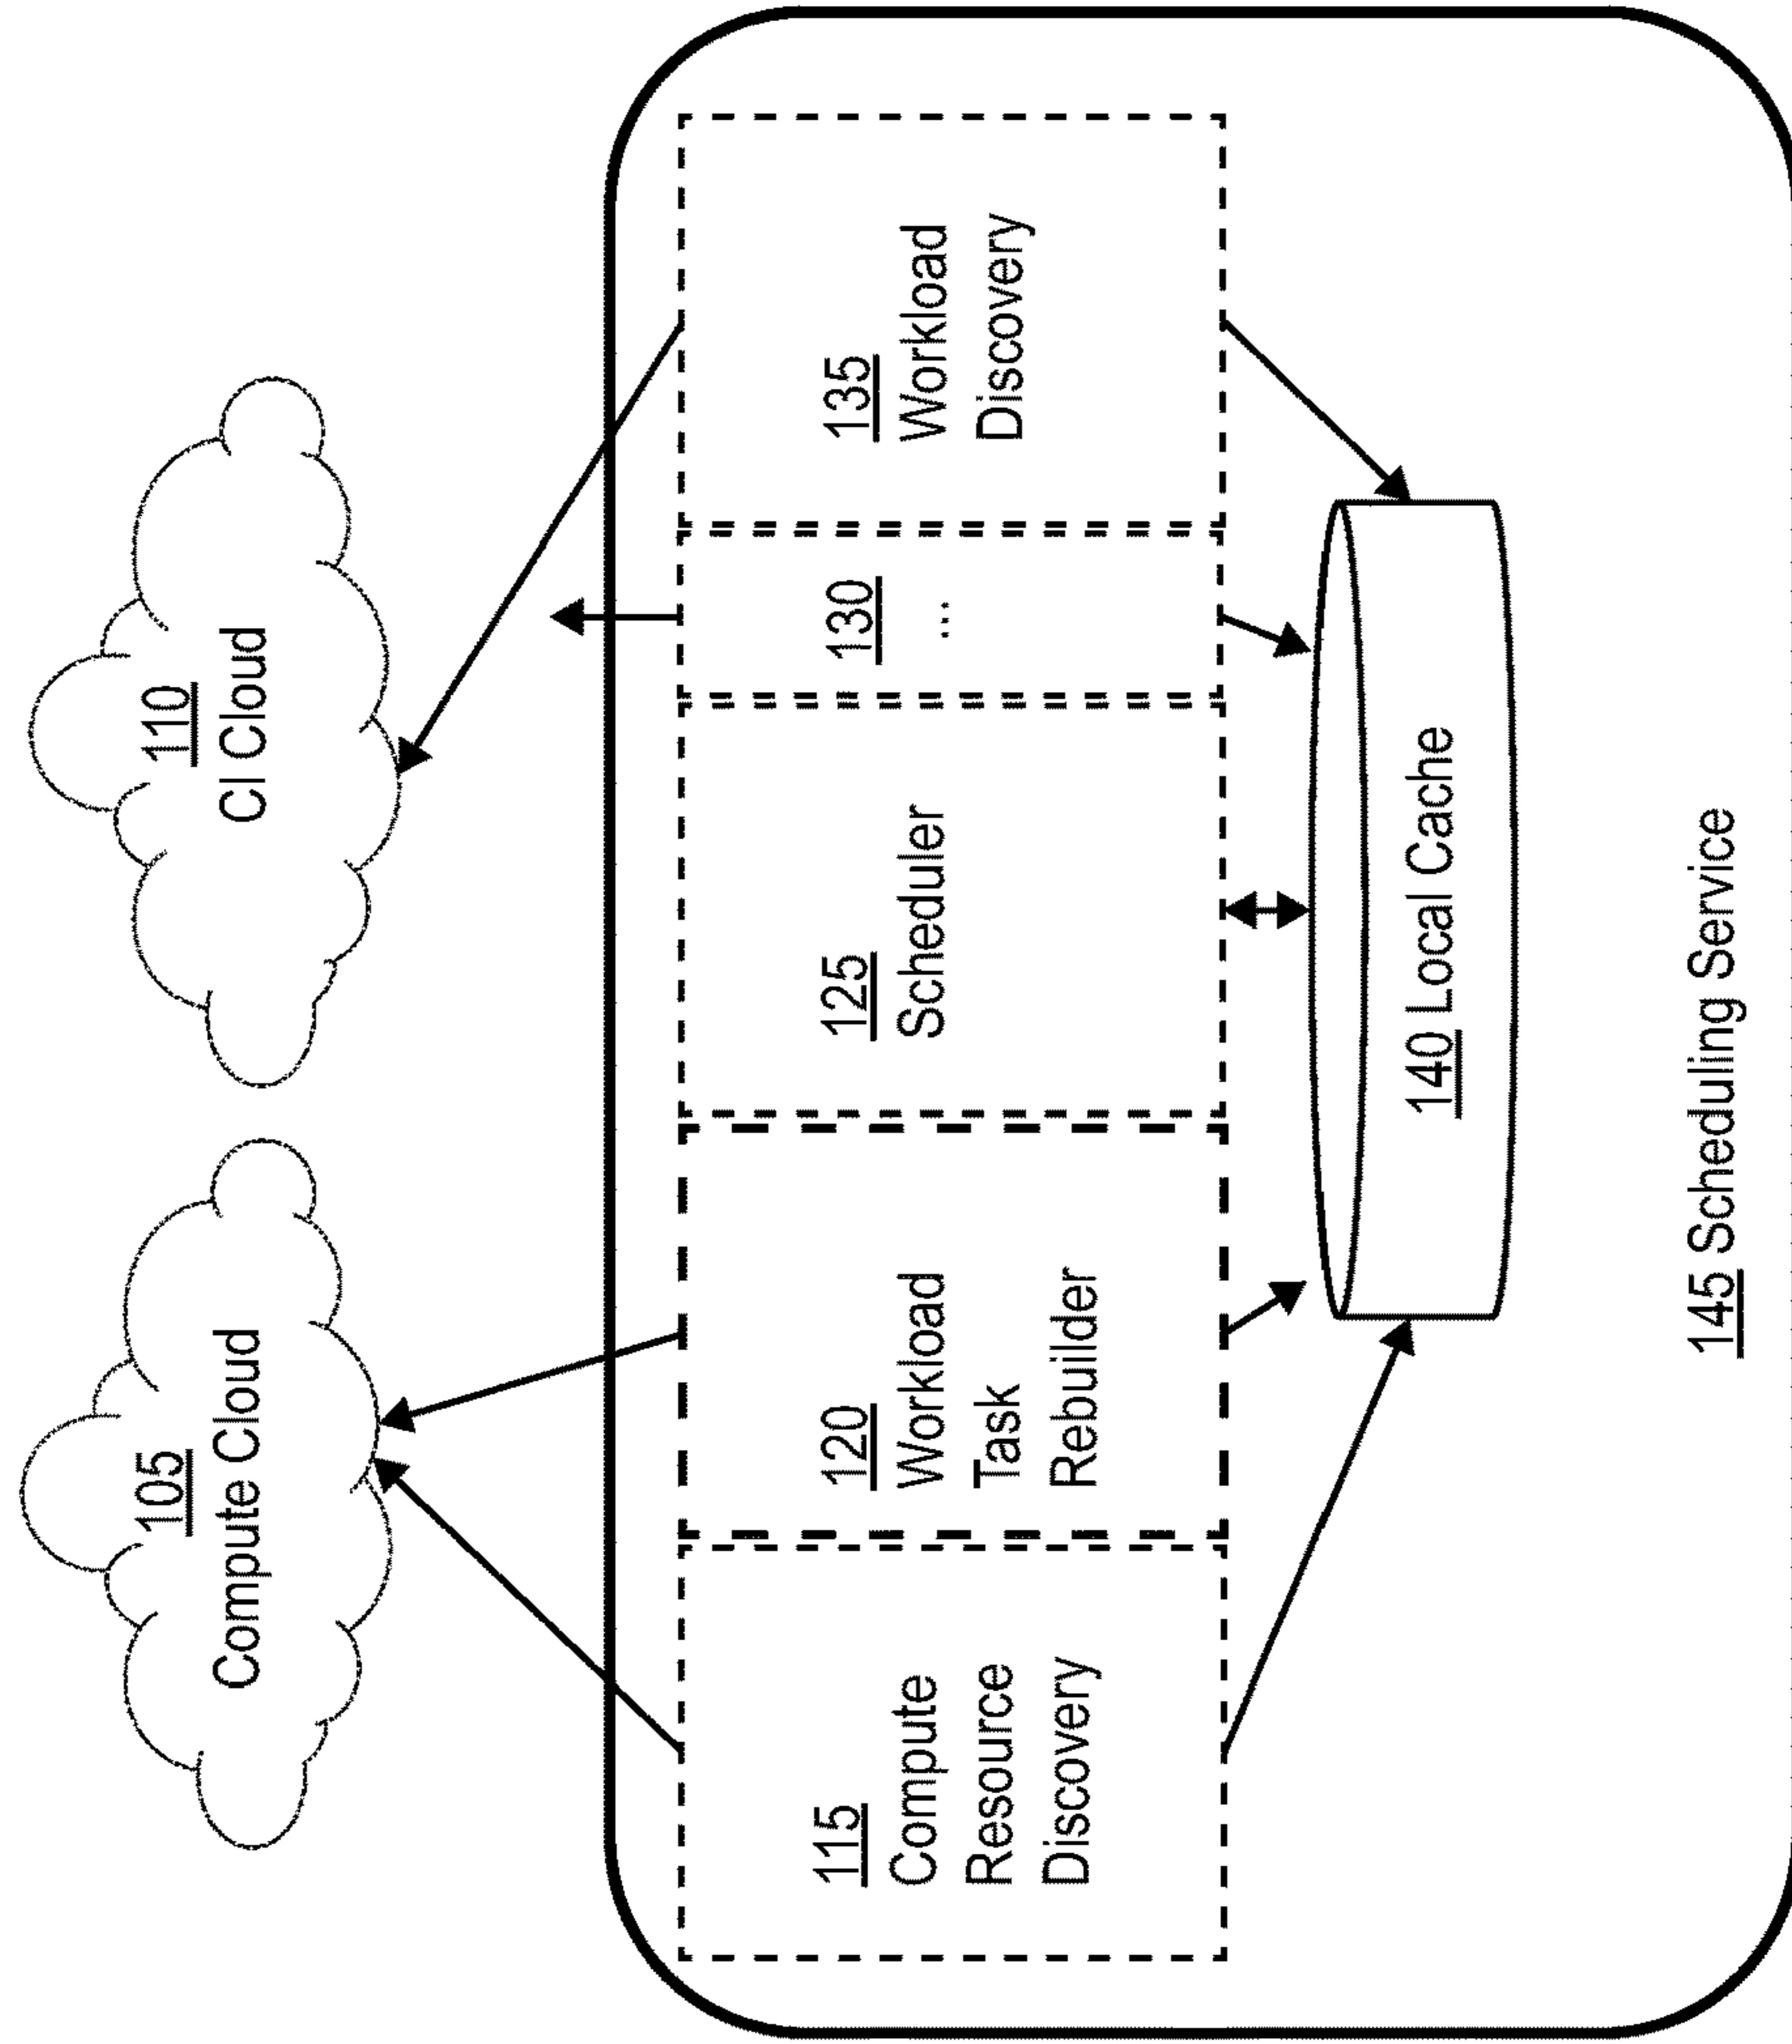 105
Compute Cloud
110
CI Cloud
115
Compute
Resource
Discovery
120
Workload
Task
Rebuilder
125
Scheduler
130
...
135
Workload
Discovery
140 Local Cache
145 Scheduling Service